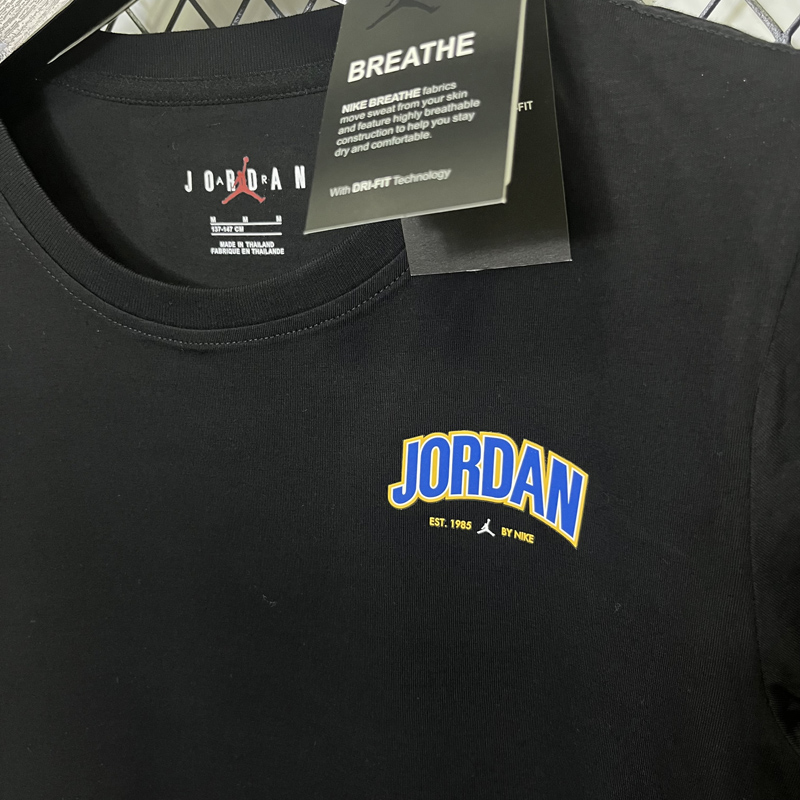 BREATHE
NIKE BREATHE fabrics
move sweat from your skin
and feature highly breathable
construction to help you stay
dry and comfortable.
With DRI-FIT Technology
-FIT
JORDAN
AIR
M M M
137-147 CM
MADE IN THAILAND
FABRIQUE EN THAILANDE
JORDAN
EST. 1985 BY NIKE